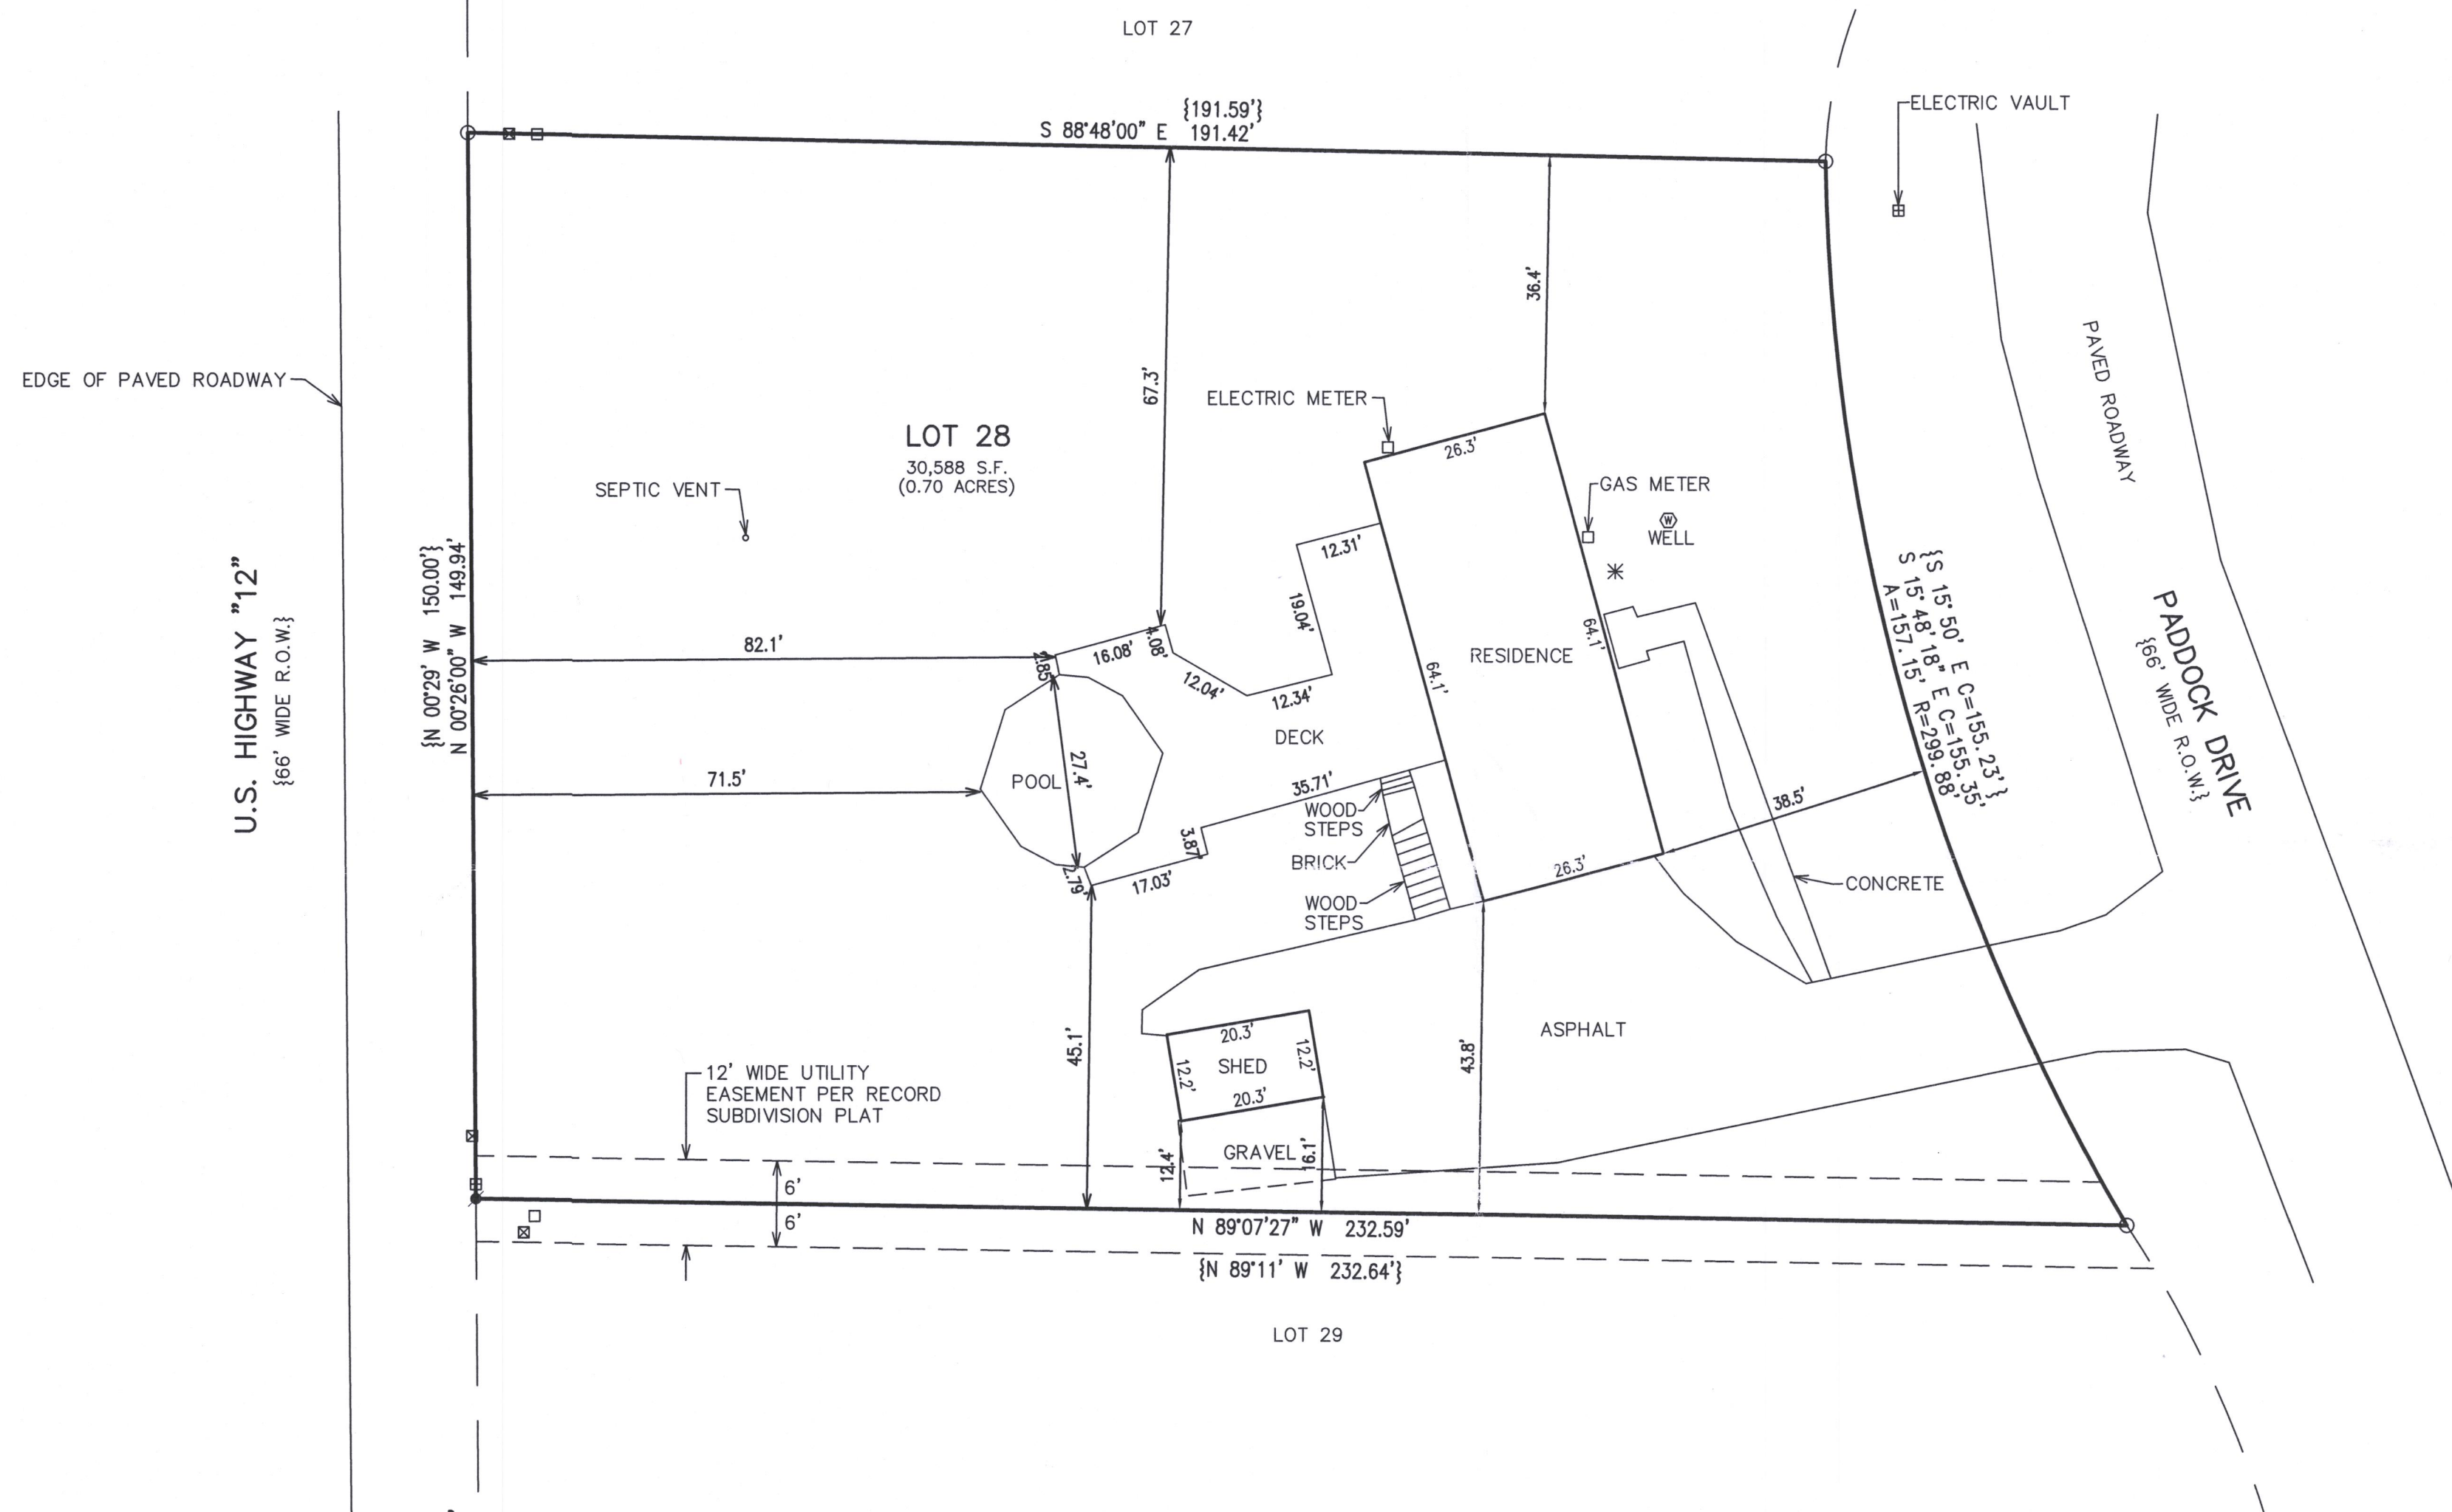 LOT 27
{191.59'}
S 88°48'00" E 191.42'
ELECTRIC VAULT
EDGE OF PAVED ROADWAY
36.4'
67.3'
PAVED ROADWAY
ELECTRIC METER
LOT 28
30,588 S.F.
(0.70 ACRES)
26.3'
SEPTIC VENT
GAS METER
W
WELL
12.31'
19.04'
64.1'
64.1'
RESIDENCE
U.S. HIGHWAY "12"
{66' WIDE R.O.W.}
{N 00°29' W 150.00'}
N 00°26'00" W 149.94'
82.1'
2.85'
16.08'
4.08'
12.04'
12.34'
DECK
{S 15°50' E C=155.23'}
S 15°48'18" E C=155.35'
A=157.15' R=299.88'
PADDOCK DRIVE
{66' WIDE R.O.W.}
71.5'
POOL
27.4'
35.71'
WOOD
STEPS
38.5'
3.87'
BRICK
2.79'
17.03'
26.3'
CONCRETE
WOOD
STEPS
45.1'
20.3'
12.2'
SHED
12.2'
20.3'
43.8'
ASPHALT
12' WIDE UTILITY
EASEMENT PER RECORD
SUBDIVISION PLAT
12.4'
GRAVEL
16.1'
6'
6'
N 89°07'27" W 232.59'
{N 89°11' W 232.64'}
LOT 29